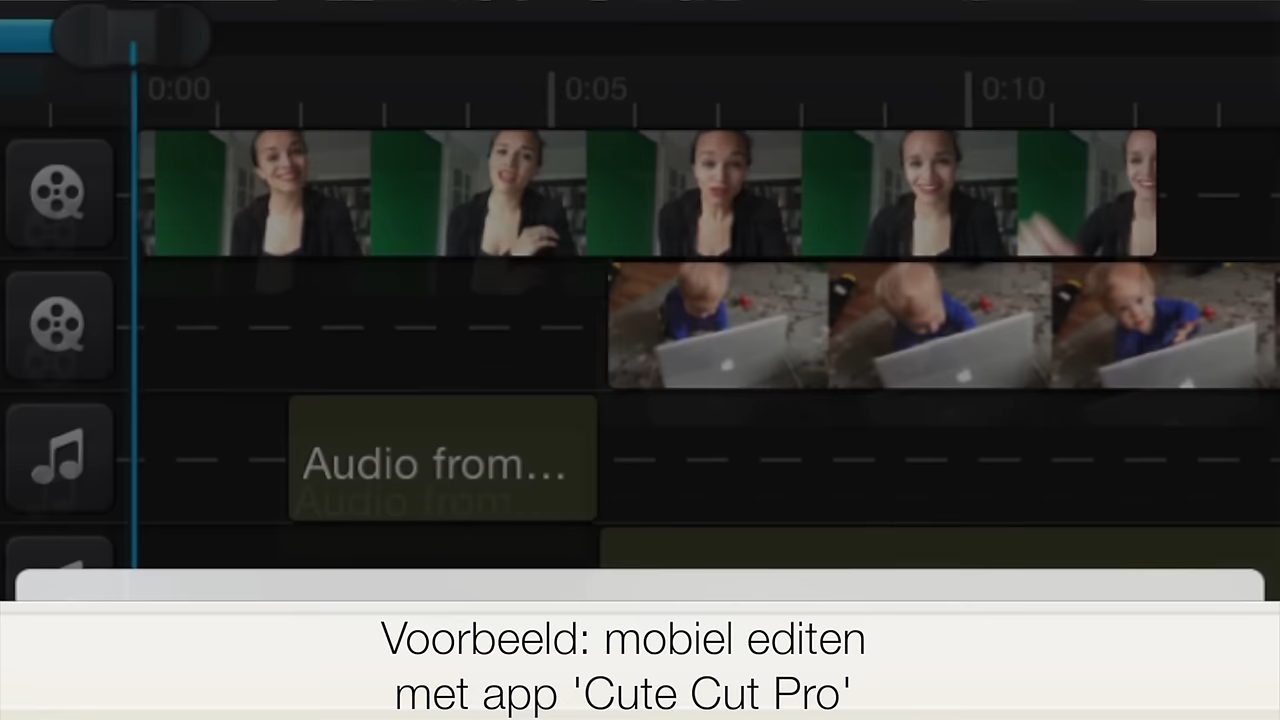 0:00 0:05 0:10
Audio from...
Voorbeeld: mobiel editen
met app 'Cute Cut Pro'